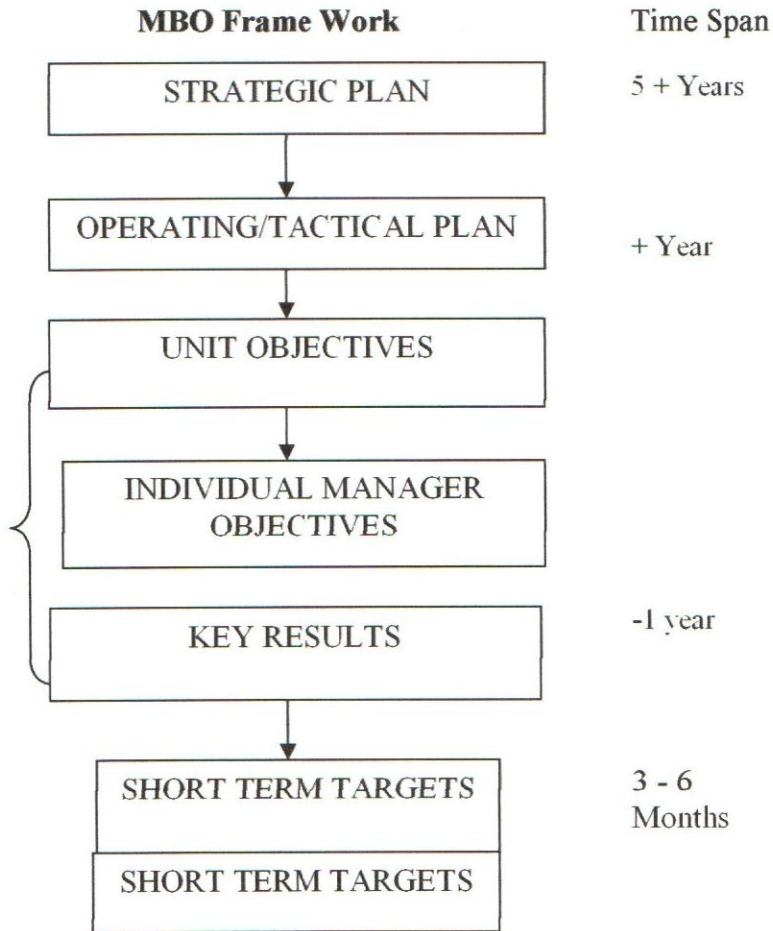 MBO Frame Work
Time Span
STRATEGIC PLAN
5 + Years
OPERATING/TACTICAL PLAN
+ Year
UNIT OBJECTIVES
INDIVIDUAL MANAGER
OBJECTIVES
KEY RESULTS
-1 year
SHORT TERM TARGETS
3 - 6
Months
SHORT TERM TARGETS